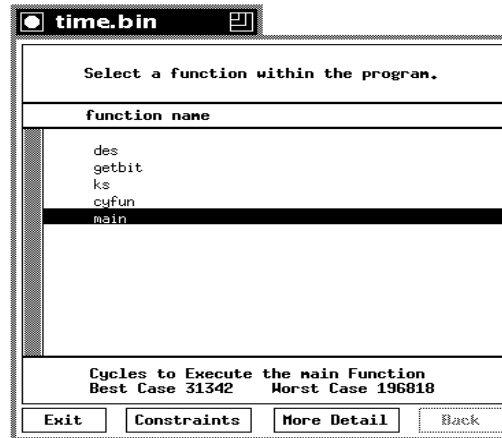 time.bin
Select a function within the program.
function name
des
getbit
ks
cyfun
main
Cycles to Execute the main Function
Best Case 31342 Worst Case 196818
Exit Constraints More Detail Back